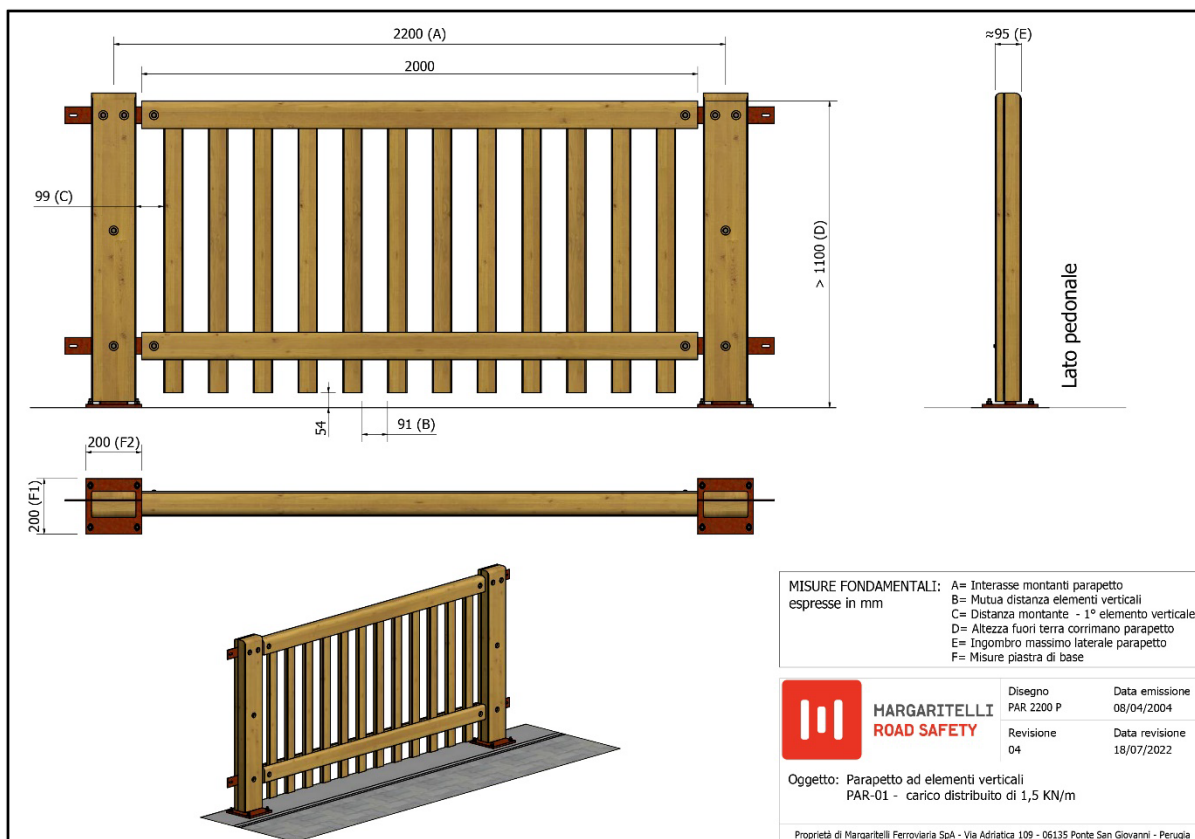 2200 (A)
≈95 (E)
2000
99 (C)
> 1100 (D)
Lato pedonale
54
91 (B)
200 (F2)
200 (F1)
MISURE FONDAMENTALI:
espresse in mm
A= Interasse montanti parapetto
B= Mutua distanza elementi verticali
C= Distanza montante - 1° elemento verticale
D= Altezza fuori terra corrimano parapetto
E= Ingombro massimo laterale parapetto
F= Misure piastra di base
MARGARITELLI
ROAD SAFETY
Disegno
PAR 2200 P
Data emissione
08/04/2004
Revisione
04
Data revisione
18/07/2022
Oggetto: Parapetto ad elementi verticali
PAR-01 - carico distribuito di 1,5 KN/m
Proprietà di Margaritelli Ferroviaria SpA - Via Adriatica 109 - 06135 Ponte San Giovanni - Perugia